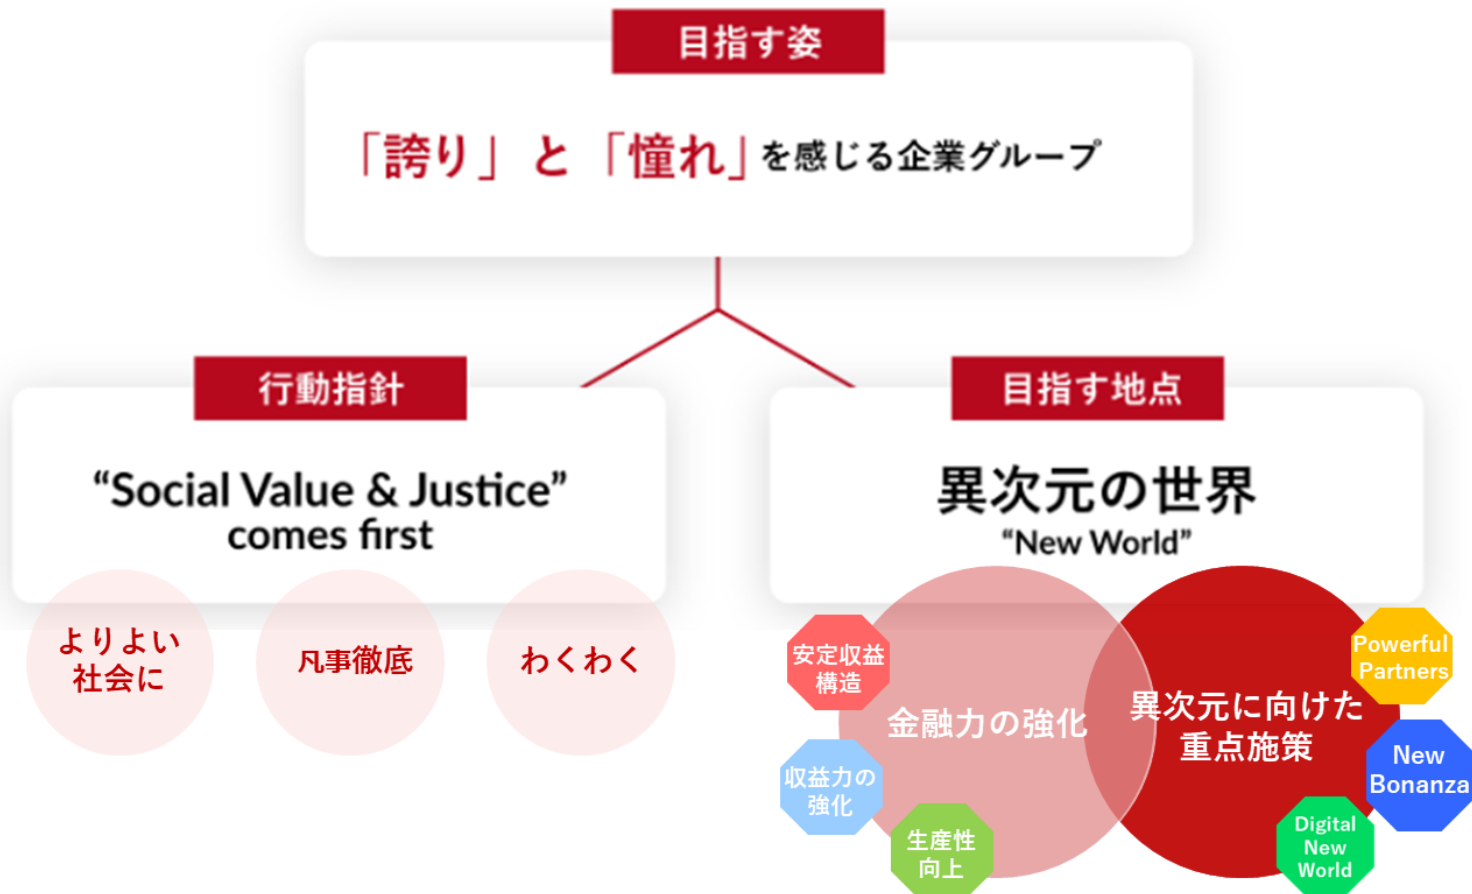 目指す姿
「誇り」と「憧れ」を感じる企業グループ
行動指針
“Social Value & Justice”
comes first
よりよい
社会に
凡事徹底
わくわく
目指す地点
異次元の世界
“New World”
金融力の強化
安定収益
構造
収益力の
強化
生産性
向上
異次元に向けた
重点施策
Powerful
Partners
New
Bonanza
Digital
New
World